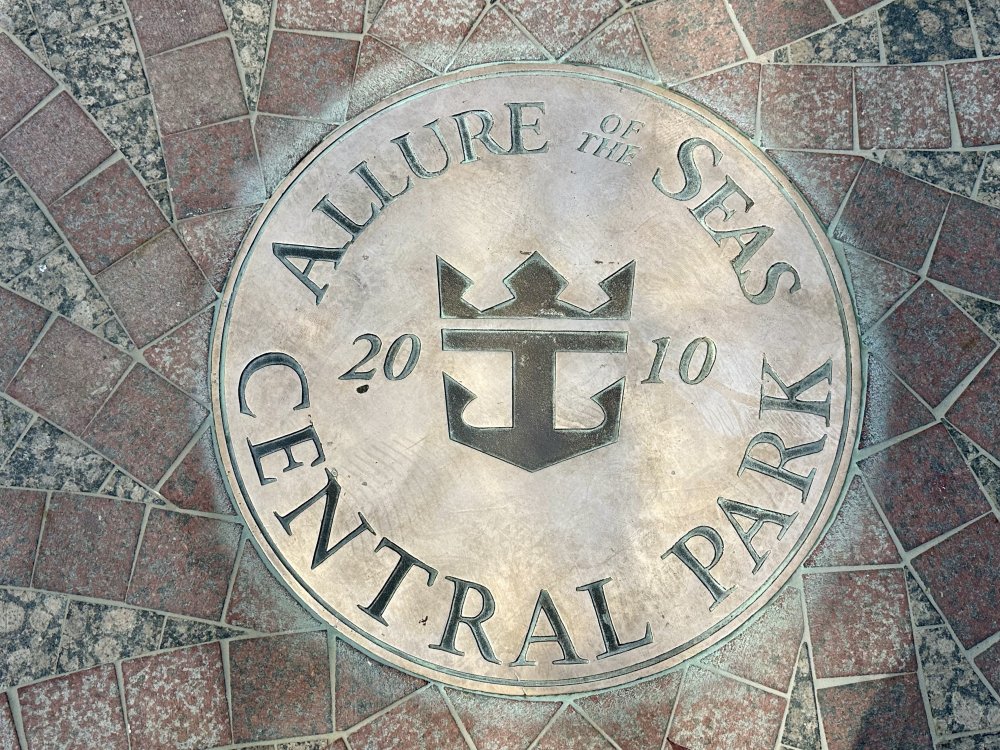 ALLURE OF THE SEAS
20 10
CENTRAL PARK